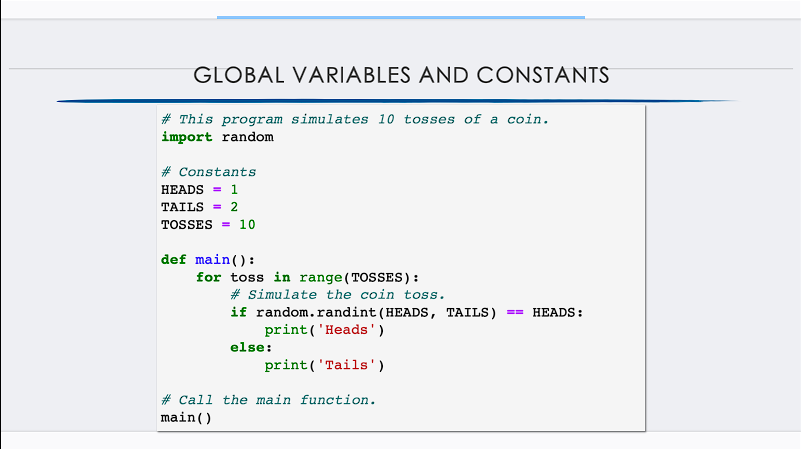 GLOBAL VARIABLES AND CONSTANTS
# This program simulates 10 tosses of a coin.
import random

# Constants
HEADS = 1
TAILS = 2
TOSSES = 10

def main():
    for toss in range(TOSSES):
        # Simulate the coin toss.
        if random.randint(HEADS, TAILS) == HEADS:
            print('Heads')
        else:
            print('Tails')

# Call the main function.
main()